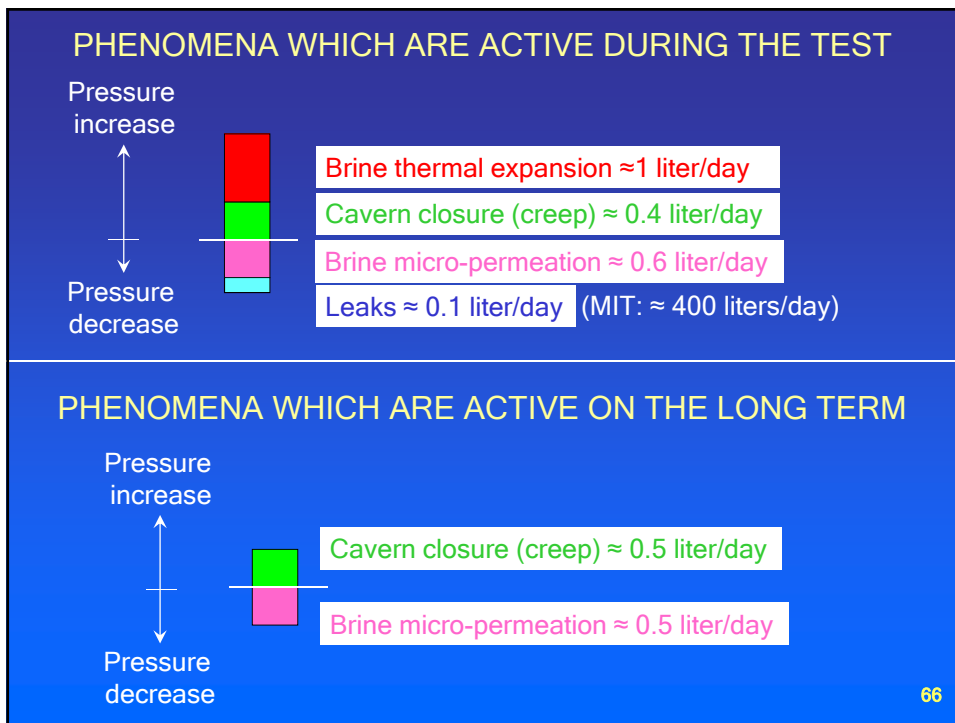 PHENOMENA WHICH ARE ACTIVE DURING THE TEST
Pressure
increase
Brine thermal expansion ≈1 liter/day
Cavern closure (creep) ≈ 0.4 liter/day
Brine micro-permeation ≈ 0.6 liter/day
Pressure
decrease
Leaks ≈ 0.1 liter/day (MIT: ≈ 400 liters/day)
PHENOMENA WHICH ARE ACTIVE ON THE LONG TERM
Pressure
increase
Cavern closure (creep) ≈ 0.5 liter/day
Brine micro-permeation ≈ 0.5 liter/day
Pressure
decrease
66